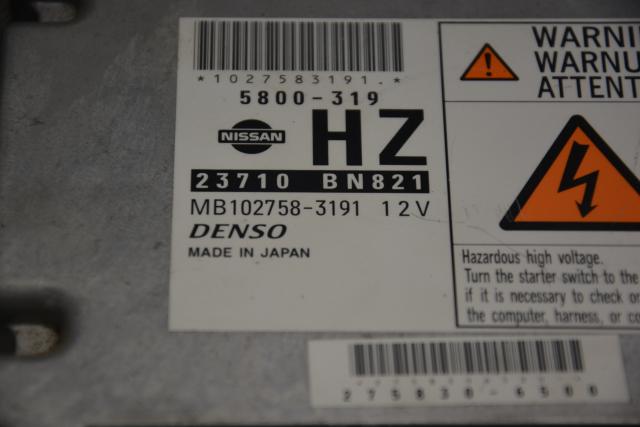 *1027583191.*
5800-319
NISSAN
HZ
23710 BN821
MB102758-3191 12V
DENSO
MADE IN JAPAN
WARNI
WARNU
ATTENT
Hazardous high voltage.
Turn the starter switch to the
if it is necessary to check or
the computer, harness, or co
275830-6500